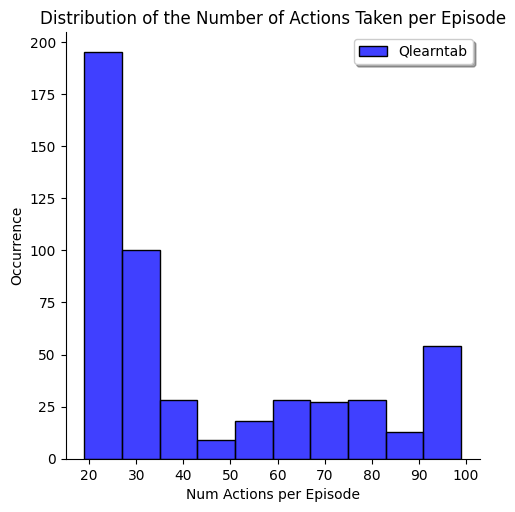 Distribution of the Number of Actions Taken per Episode
Qlearntab
200
175
150
125
100
75
50
25
0
Occurrence
20 30 40 50 60 70 80 90 100
Num Actions per Episode